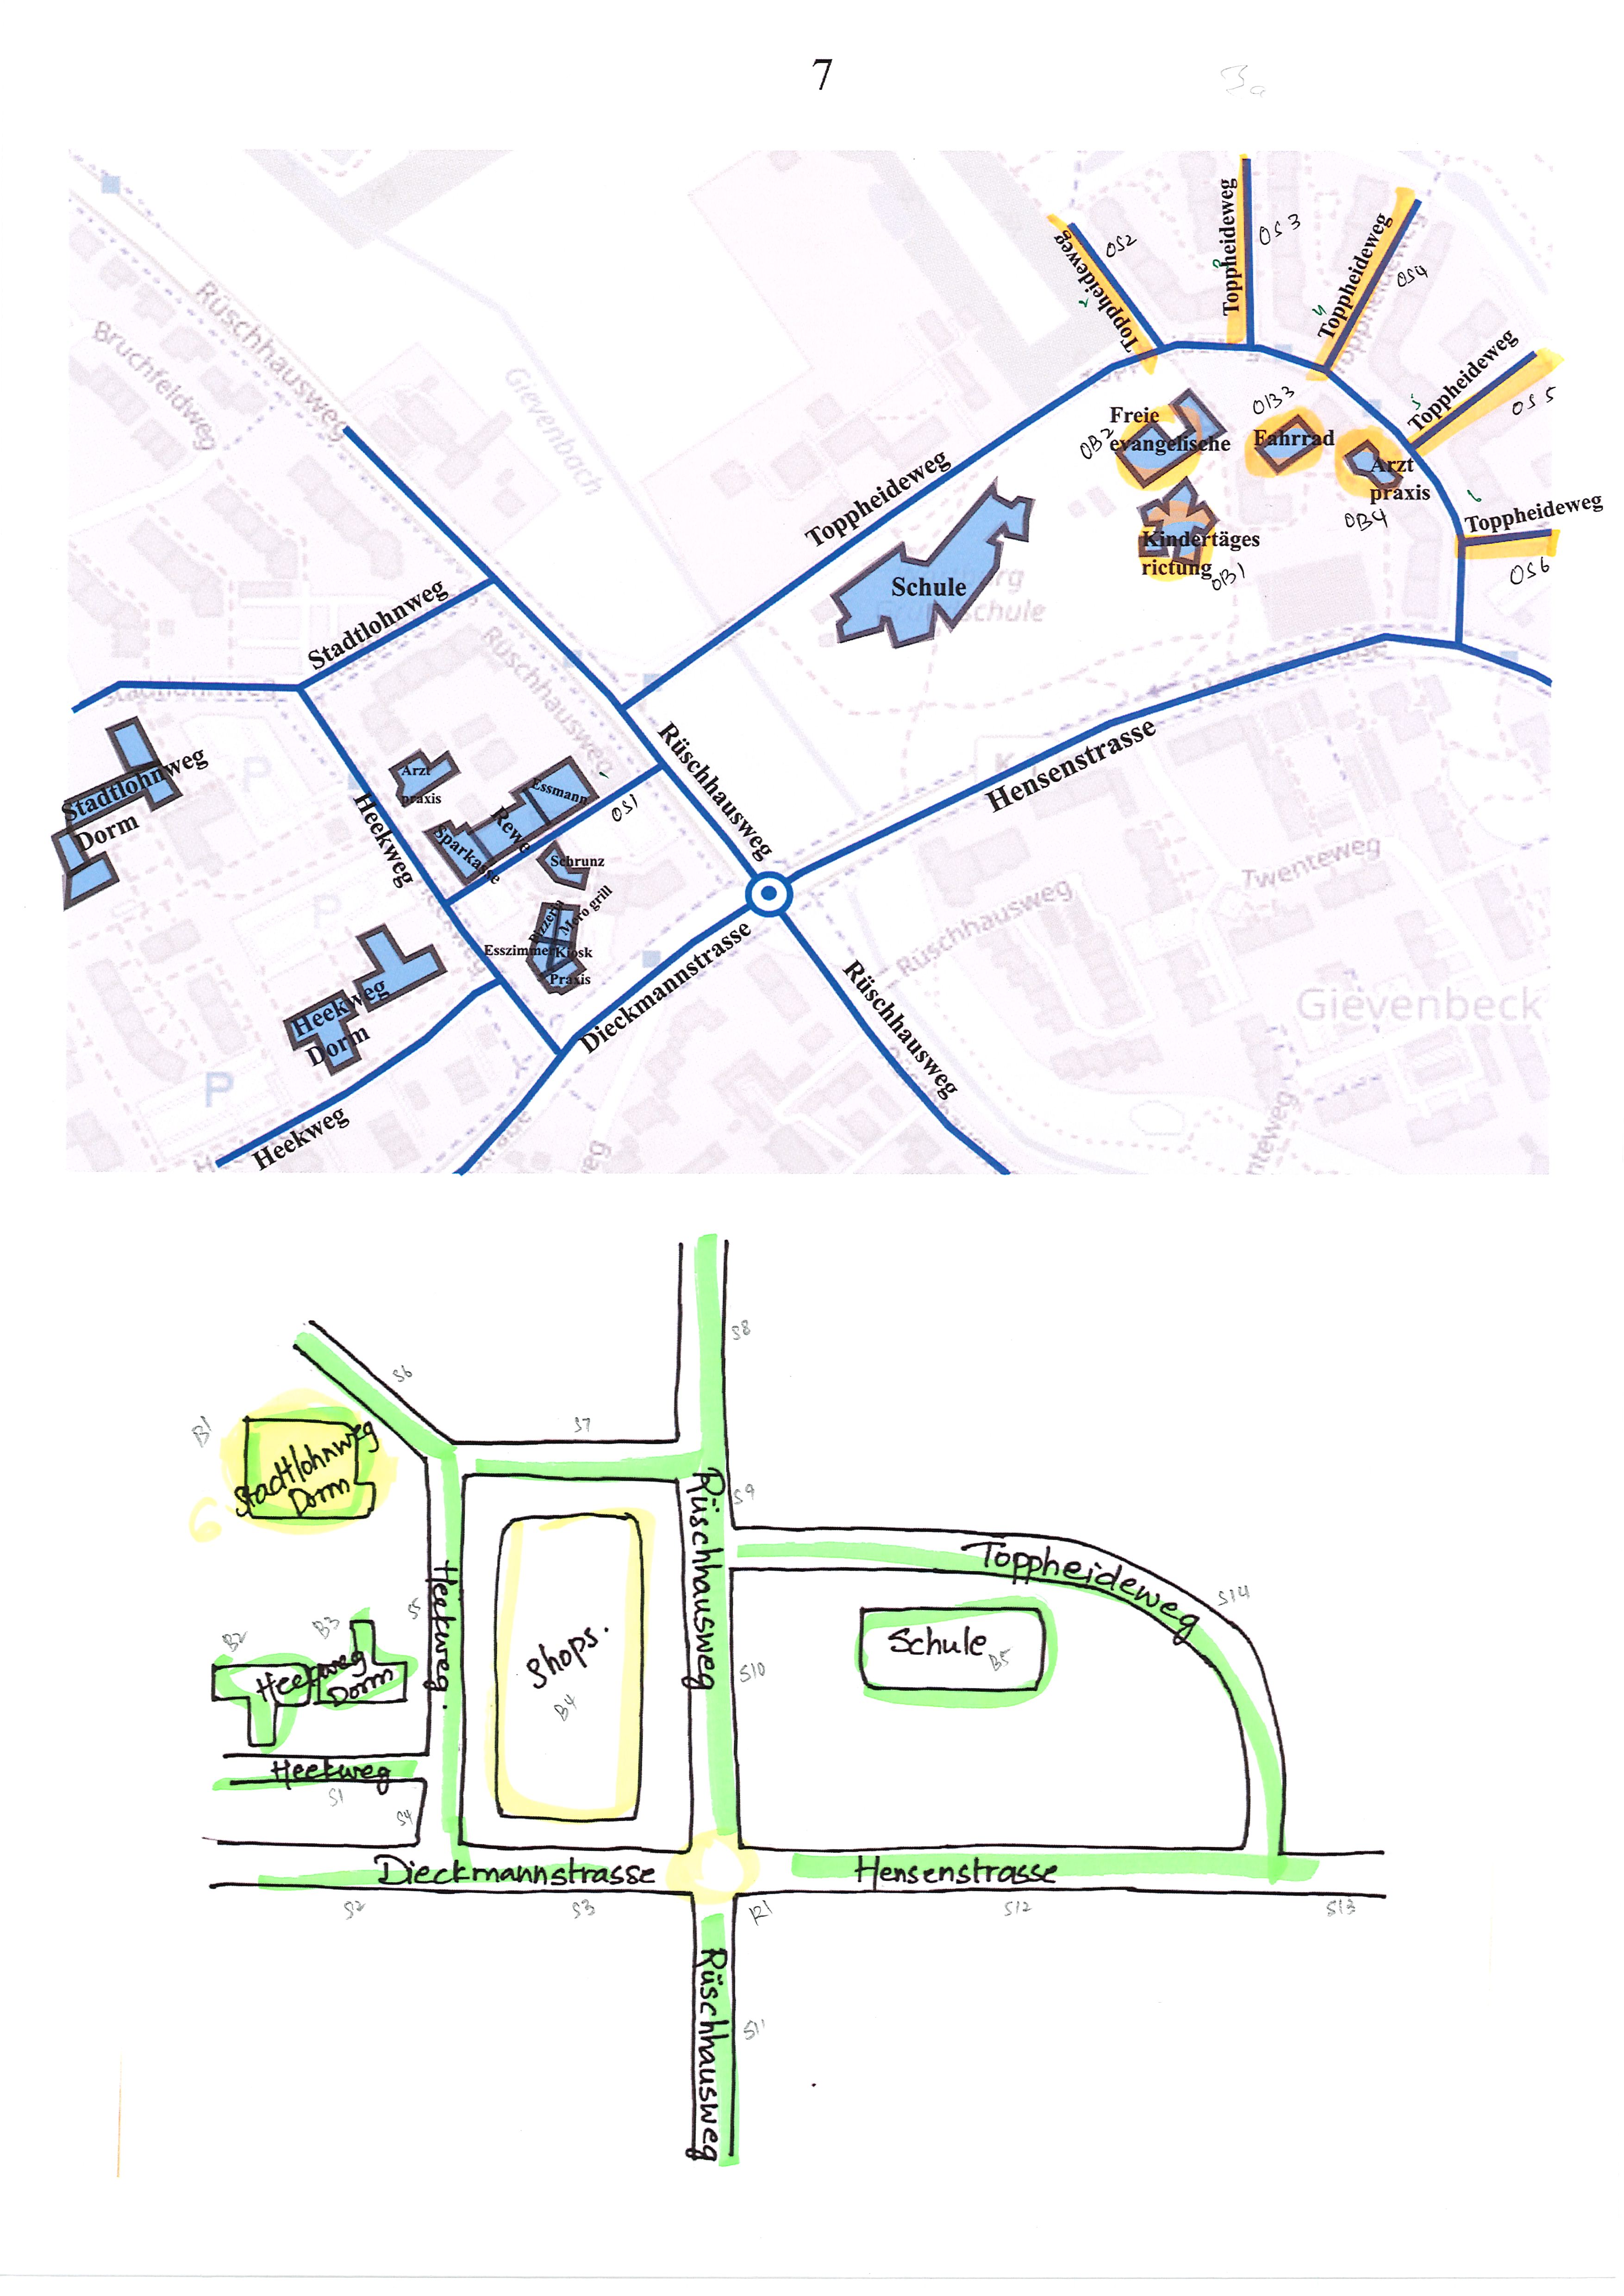 7
3a
Rüschhausweg
Bruchfeldweg
Gievenbach
Toppheideweg
OS2
2
Toppheideweg
OS3
3
Toppheideweg
OS4
4
Toppheideweg
OS5
5
Toppheideweg
OS6
6
Freie
evangelische
OB2
Fahrrad
OB3
Arzt
praxis
OB4
Kindertäges
rictung
OB1
Toppheideweg
Schule
Stadtlohnweg
Stadtlohnweg
Rüschhausweg
Rüschhausweg
Hensenstrasse
Stadtlohnweg
Dorm
P
Arzt
praxis
Essmann
Rewe
Sparkasse
OS1
1
Schrunz
Heekweg
P
Pizzeria
Mero grill
Esszimmer
Kiosk
Praxis
Heekweg
Dorm
P
Heekweg
Dieckmannstrasse
Rüschhausweg
Rüschhausweg
Twenteweg
Gievenbeck
S8
S6
S7
B1
Stadtlohnweg
Dorm
6
Rüschhausweg
S9
Toppheideweg
S14
Heekweg.
S5
shops.
B4
S10
Schule
B5
B2
B3
Heekweg
Dorm
Heekweg
S1
S4
Dieckmannstrasse
Hensenstrasse
S2
S3
R1
S12
S13
Rüschhausweg
S11